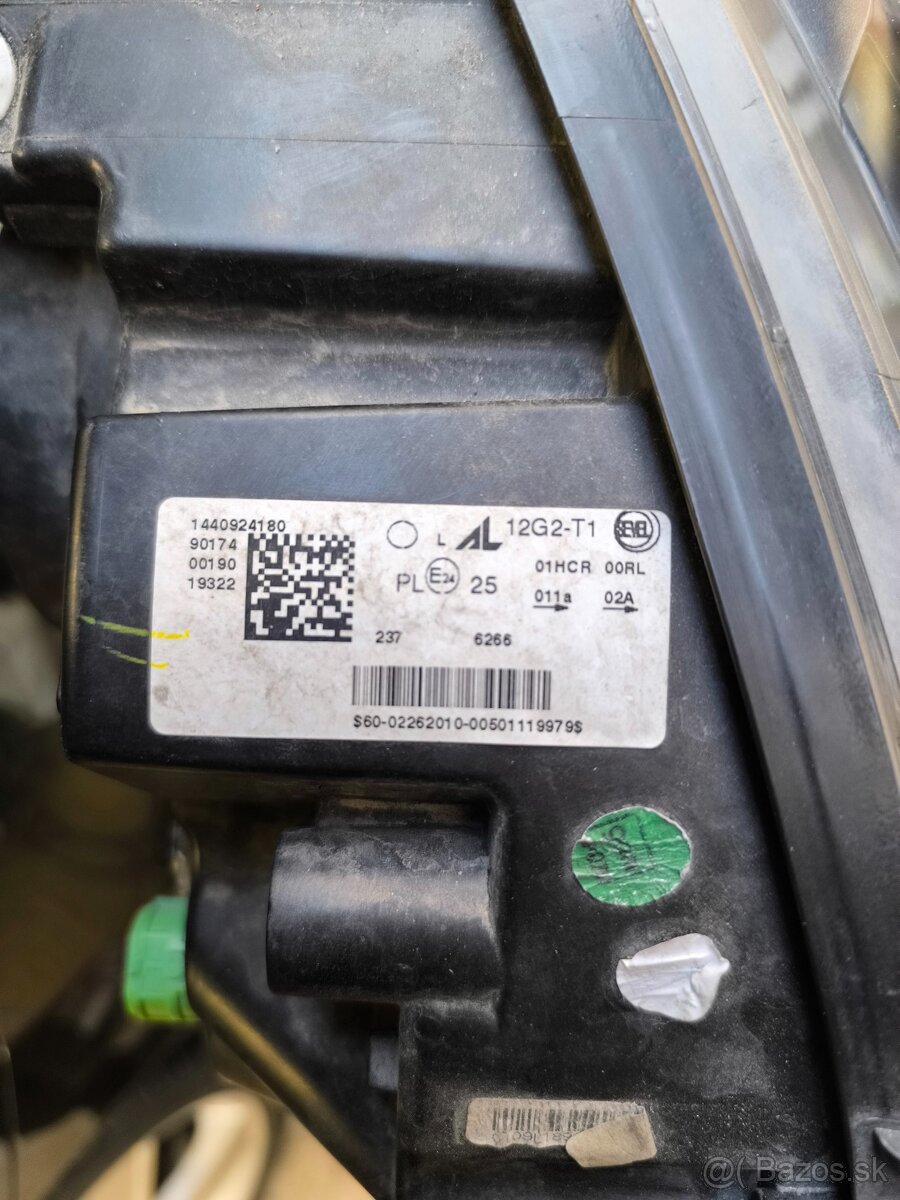 1440924180
90174
00190
19322
L AL 12G2-T1 SEVEL
PL E24 25
01HCR 00RL
011a 02A
237 6266
$60-02262010-00501119979$
@( Bazos.sk